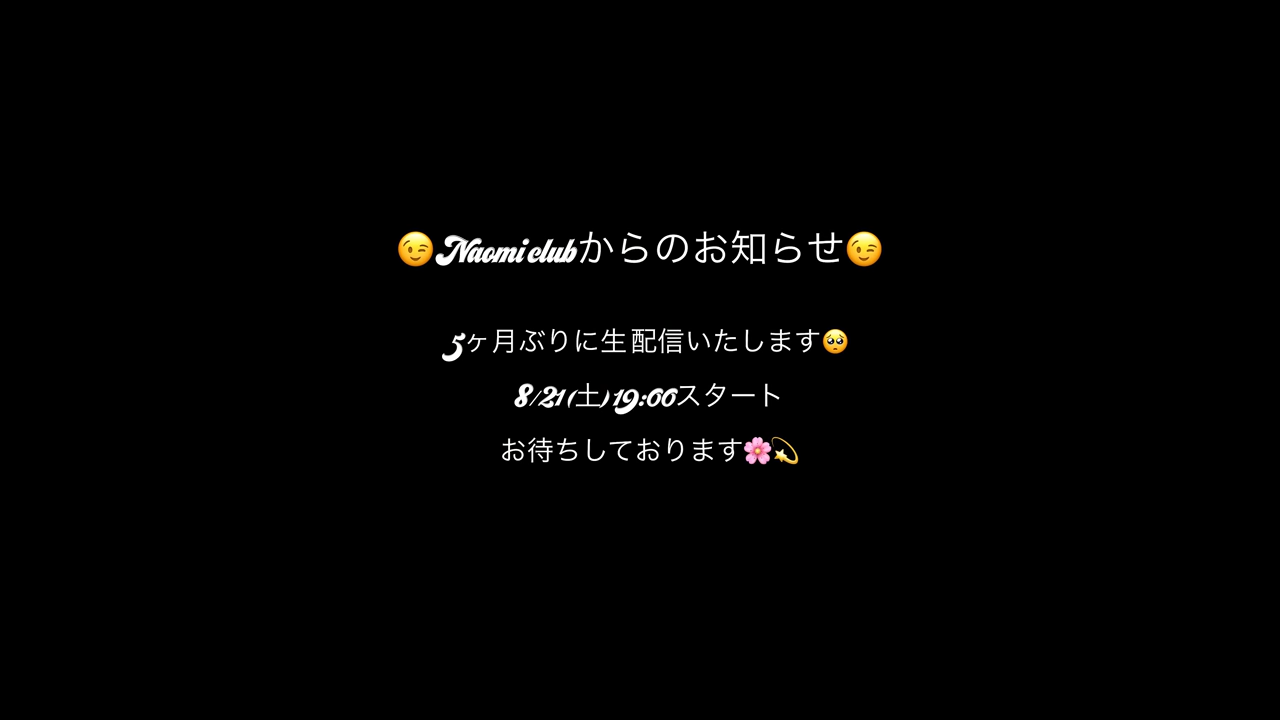 😉Naomi clubからのお知らせ😉
5ヶ月ぶりに生配信いたします🥺
8/21(土)19:00スタート
お待ちしております🌸💫